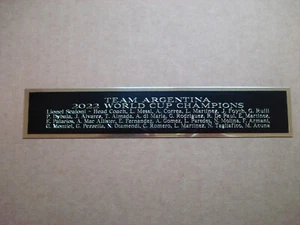 TEAM ARGENTINA
2022 WORLD CUP CHAMPIONS
Lionel Scaloni - Head Coach, L. Messi, A. Correa, L. Martinez, J. Foyth, G. Rulli
P. Dybala, J. Alvarez, T. Almada, A. di Maria, G. Rodriguez, R. De Paul, E. Martinez,
E. Palacios, A. Mac Allister, E. Fernandez, A. Gomez, L. Paredes, N. Molina, F. Armani,
G. Montiel, G. Pezzella, N. Otamendi, C. Romero, L. Martinez, N. Tagliafico, M. Acuna